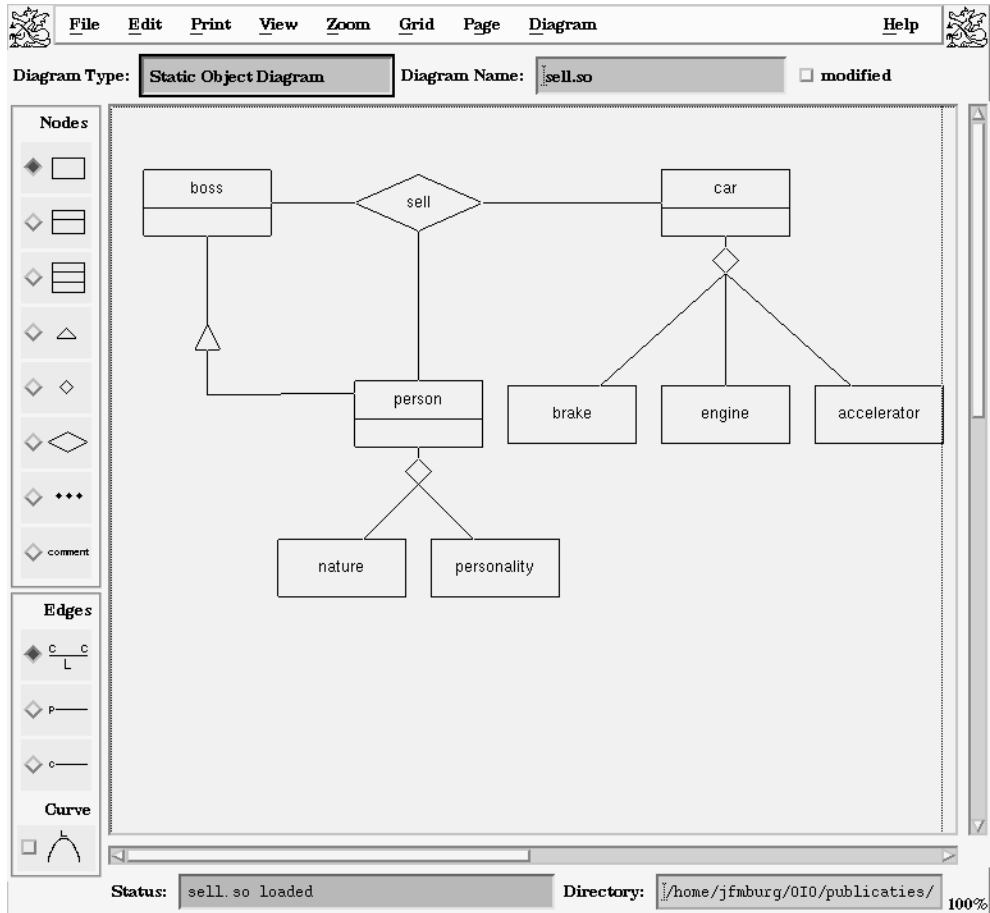 File Edit Print View Zoom Grid Page Diagram Help
Diagram Type: Static Object Diagram Diagram Name: sell.so modified
Nodes
comment
Edges
C C
L
P
C
Curve
L
boss
sell
car
person
brake
engine
accelerator
nature
personality
Status: sell.so loaded Directory: /home/jfmburg/OIO/publicaties/ 100%